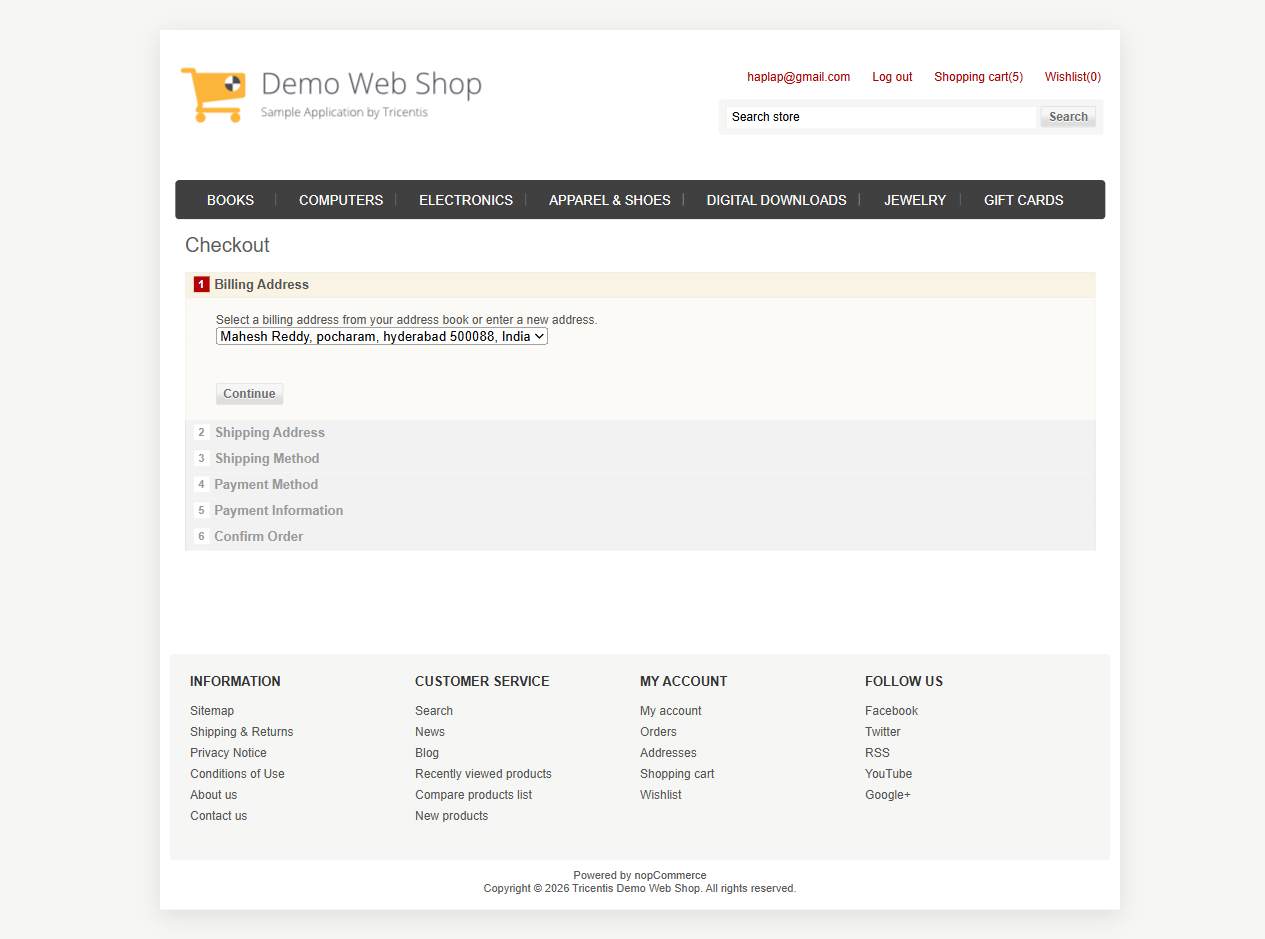 Demo Web Shop
Sample Application by Tricentis
haplap@gmail.com Log out Shopping cart(5) Wishlist(0)
Search store Search
BOOKS COMPUTERS ELECTRONICS APPAREL & SHOES DIGITAL DOWNLOADS JEWELRY GIFT CARDS
Checkout
1 Billing Address
Select a billing address from your address book or enter a new address.
Mahesh Reddy, pocharam, hyderabad 500088, India
Continue
2 Shipping Address
3 Shipping Method
4 Payment Method
5 Payment Information
6 Confirm Order
INFORMATION
Sitemap
Shipping & Returns
Privacy Notice
Conditions of Use
About us
Contact us
CUSTOMER SERVICE
Search
News
Blog
Recently viewed products
Compare products list
New products
MY ACCOUNT
My account
Orders
Addresses
Shopping cart
Wishlist
FOLLOW US
Facebook
Twitter
RSS
YouTube
Google+
Powered by nopCommerce
Copyright © 2026 Tricentis Demo Web Shop. All rights reserved.